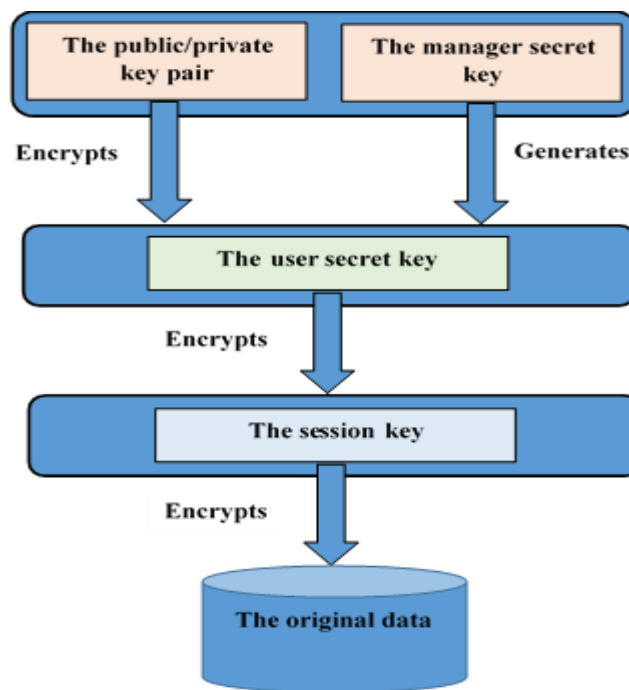 The public/private
key pair
The manager secret
key
Encrypts
Generates
The user secret key
Encrypts
The session key
Encrypts
The original data